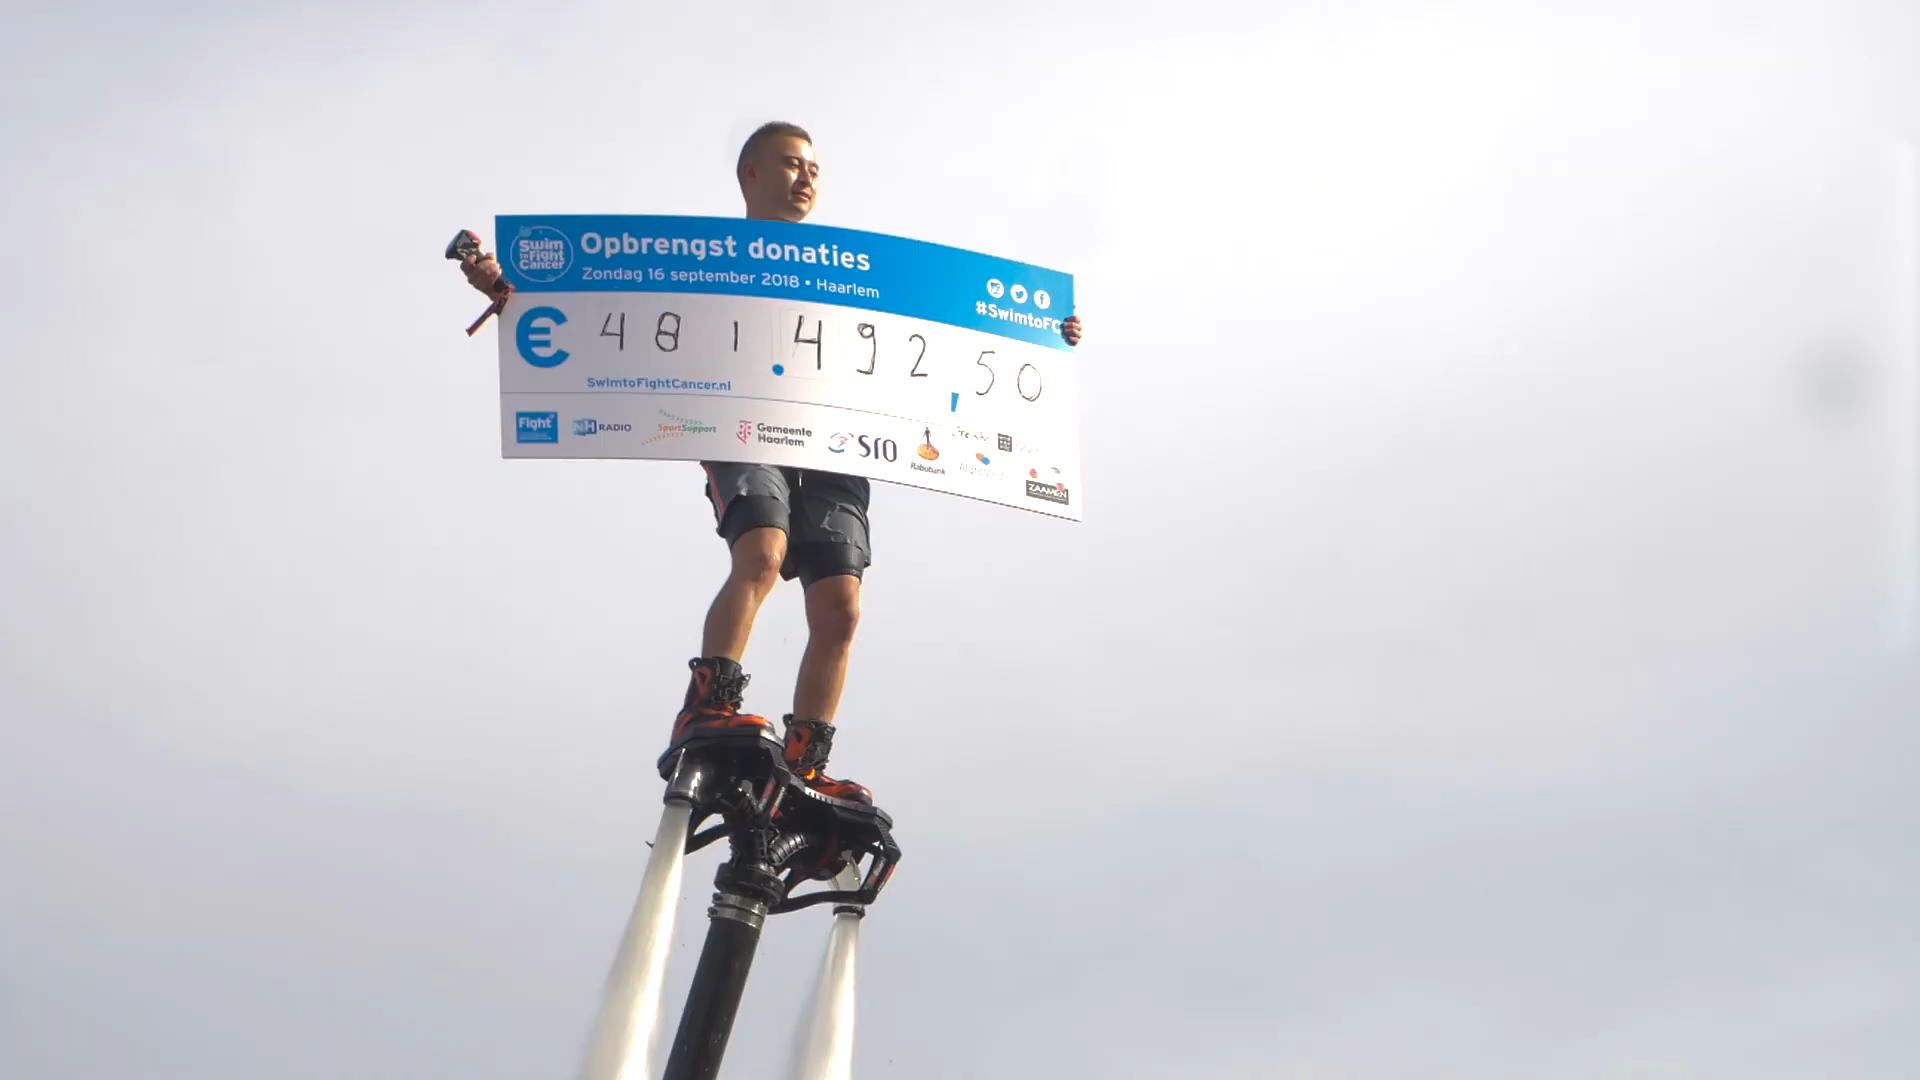 Swim
to Fight
Cancer
Opbrengst donaties
Zondag 16 september 2018 • Haarlem
#SwimtoFC
€ 481.492,50
SwimtoFightCancer.nl
Fight
NH RADIO
SportSupport
Gemeente
Haarlem
sro
Rabobank
ZAAMEN